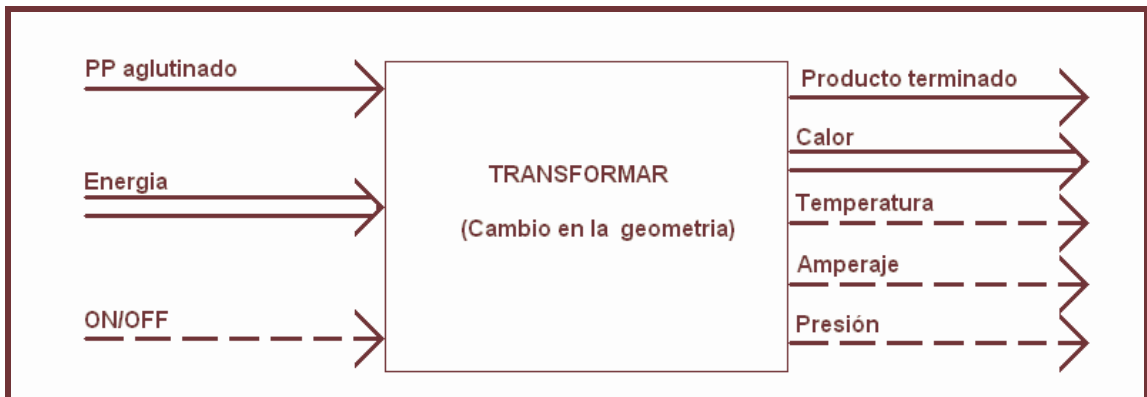 PP aglutinado
Energia
ON/OFF
TRANSFORMAR
(Cambio en la geometria)
Producto terminado
Calor
Temperatura
Amperaje
Presión